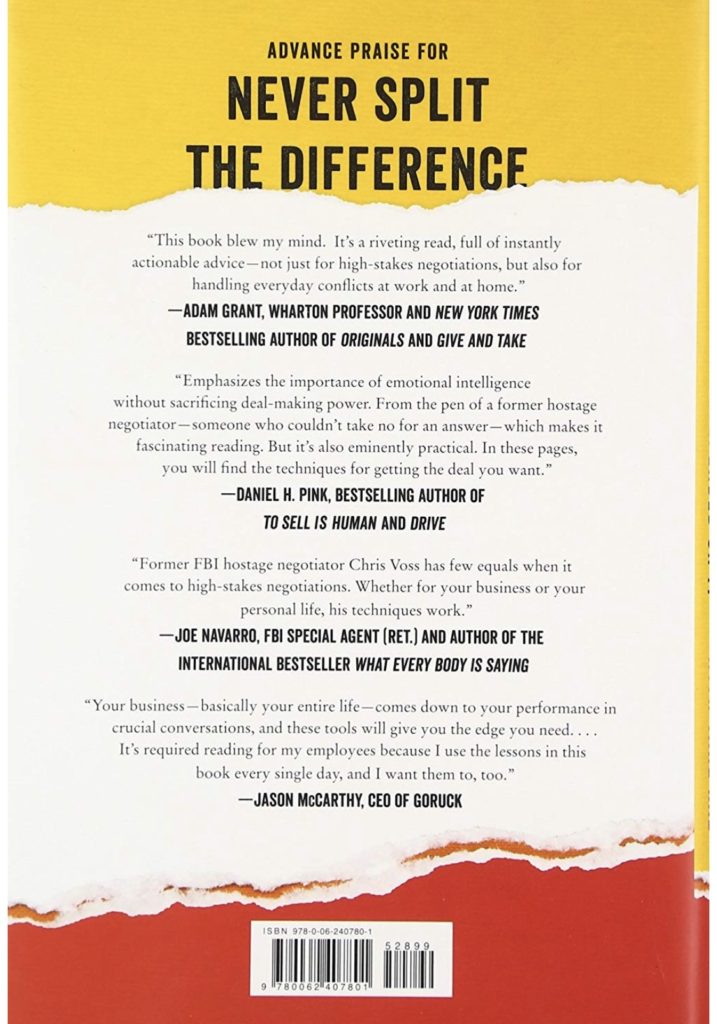 ADVANCE PRAISE FOR
NEVER SPLIT
THE DIFFERENCE
“This book blew my mind. It’s a riveting read, full of instantly
actionable advice—not just for high-stakes negotiations, but also for
handling everyday conflicts at work and at home.”
—ADAM GRANT, WHARTON PROFESSOR AND NEW YORK TIMES
BESTSELLING AUTHOR OF ORIGINALS AND GIVE AND TAKE
“Emphasizes the importance of emotional intelligence
without sacrificing deal-making power. From the pen of a former hostage
negotiator—someone who couldn’t take no for an answer—which makes it
fascinating reading. But it’s also eminently practical. In these pages,
you will find the techniques for getting the deal you want.”
—DANIEL H. PINK, BESTSELLING AUTHOR OF
TO SELL IS HUMAN AND DRIVE
“Former FBI hostage negotiator Chris Voss has few equals when it
comes to high-stakes negotiations. Whether for your business or your
personal life, his techniques work.”
—JOE NAVARRO, FBI SPECIAL AGENT (RET.) AND AUTHOR OF THE
INTERNATIONAL BESTSELLER WHAT EVERY BODY IS SAYING
“Your business—basically your entire life—comes down to your performance in
crucial conversations, and these tools will give you the edge you need. . . .
It’s required reading for my employees because I use the lessons in this
book every single day, and I want them to, too.”
—JASON McCARTHY, CEO OF GORUCK
ISBN 978-0-06-240780-1
52899
9 780062 407801